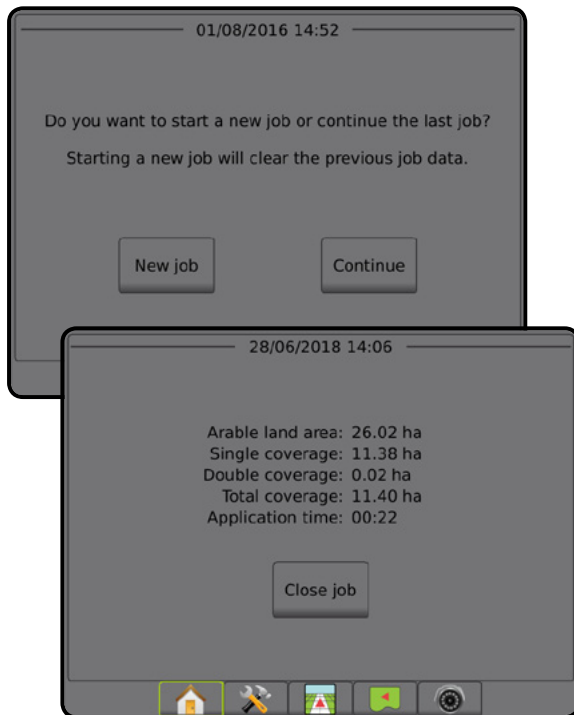 01/08/2016 14:52
Do you want to start a new job or continue the last job?
Starting a new job will clear the previous job data.
New job
Continue
28/06/2018 14:06
Arable land area: 26.02 ha
Single coverage: 11.38 ha
Double coverage: 0.02 ha
Total coverage: 11.40 ha
Application time: 00:22
Close job